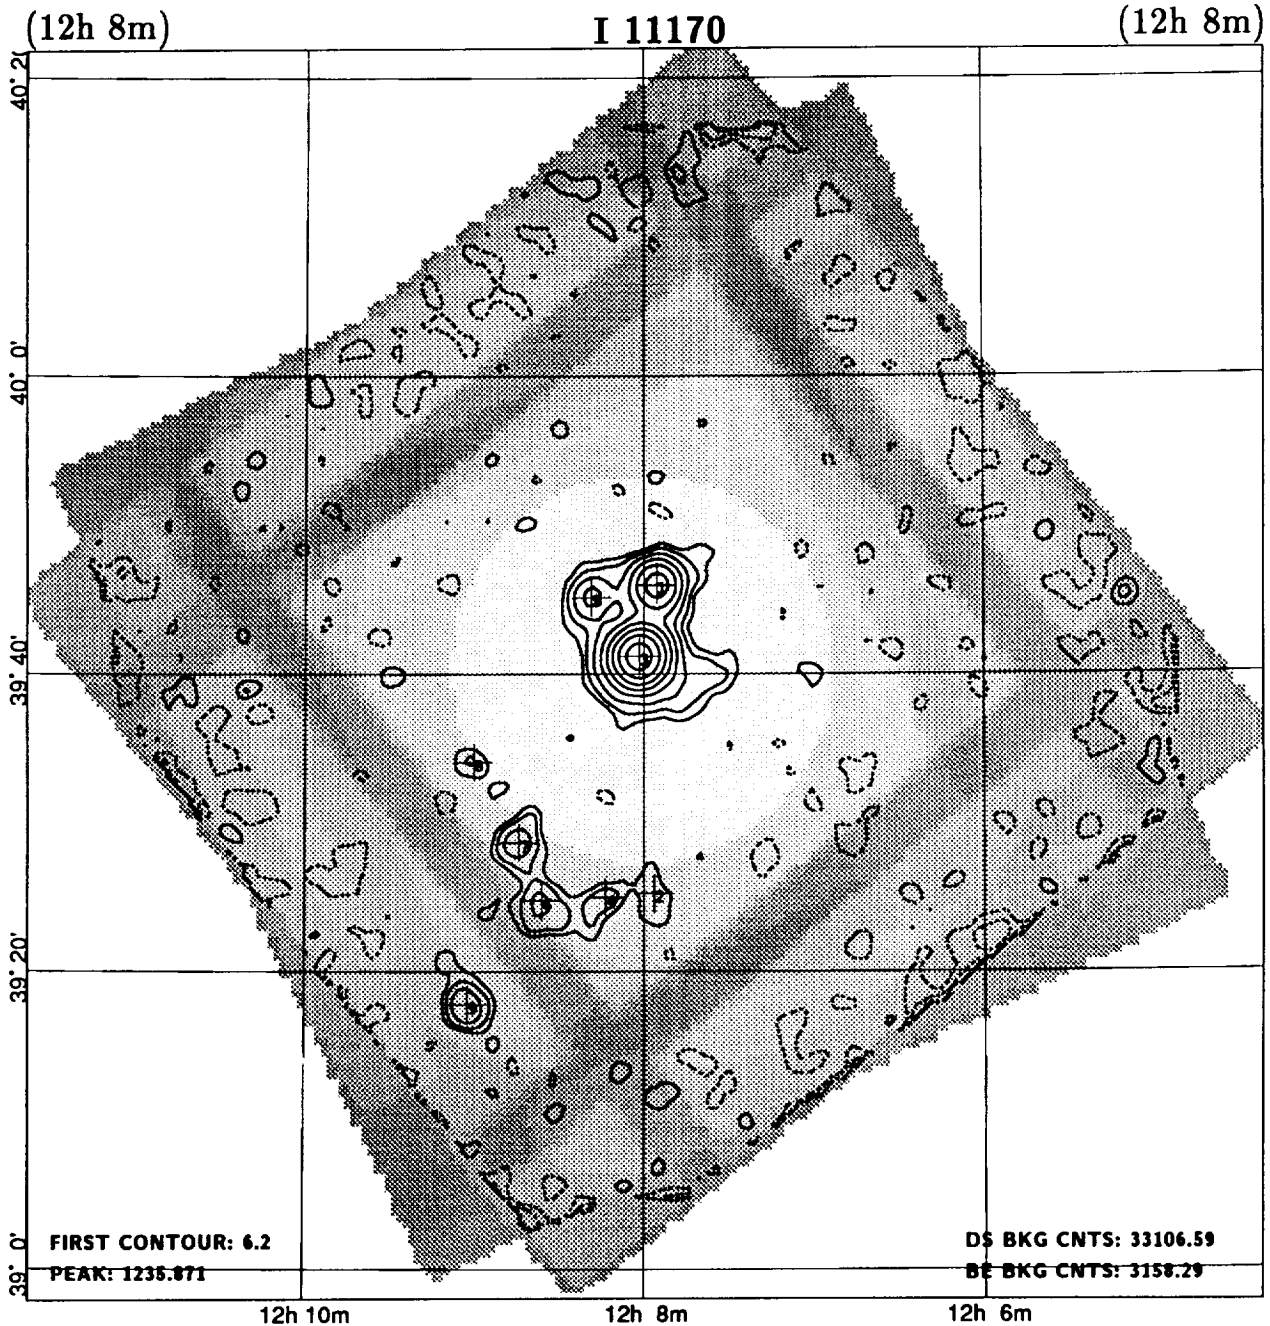 (12h 8m) I 11170 (12h 8m)
40° 2
40° 0'
39° 40'
39° 20'
39° 0'
FIRST CONTOUR: 6.2
PEAK: 1235.871
DS BKG CNTS: 33106.59
BE BKG CNTS: 3158.29
12h 10m 12h 8m 12h 6m